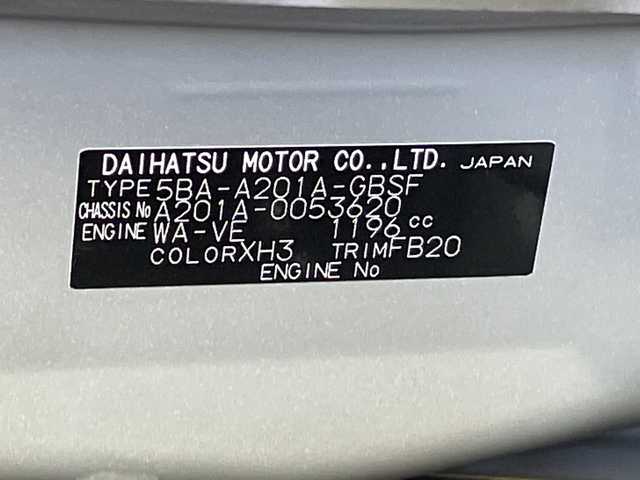 DAIHATSU MOTOR CO.,LTD. JAPAN
TYPE 5BA-A201A-GBSF
CHASSIS No A201A-0053620
ENGINE WA-VE 1196 cc
COLOR XH3 TRIM FB20
ENGINE No